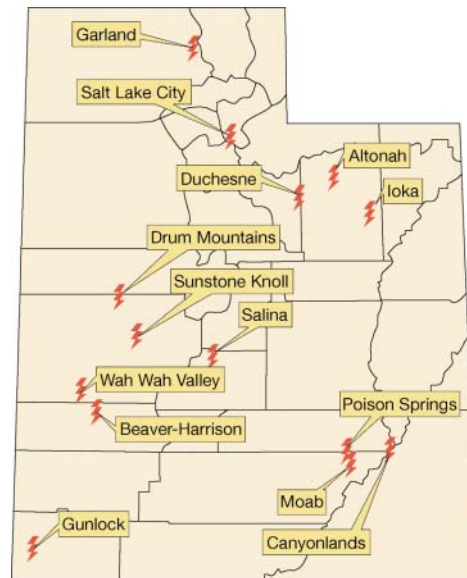 Garland
Salt Lake City
Altonah
Duchesne
Ioka
Drum Mountains
Sunstone Knoll
Salina
Wah Wah Valley
Poison Springs
Beaver-Harrison
Moab
Gunlock
Canyonlands